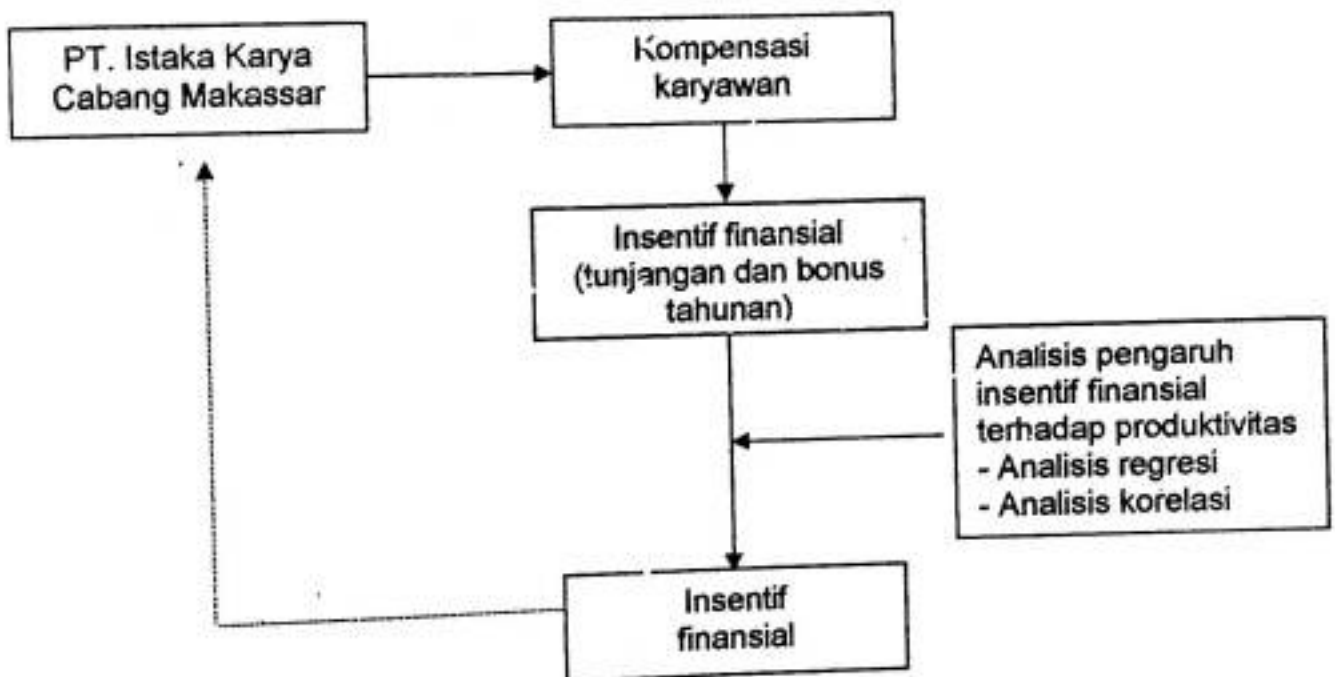 PT. Istaka Karya
Cabang Makassar
Kompensasi
karyawan
Insentif finansial
(tunjangan dan bonus
tahunan)
Analisis pengaruh
insentif finansial
terhadap produktivitas
- Analisis regresi
- Analisis korelasi
Insentif
finansial